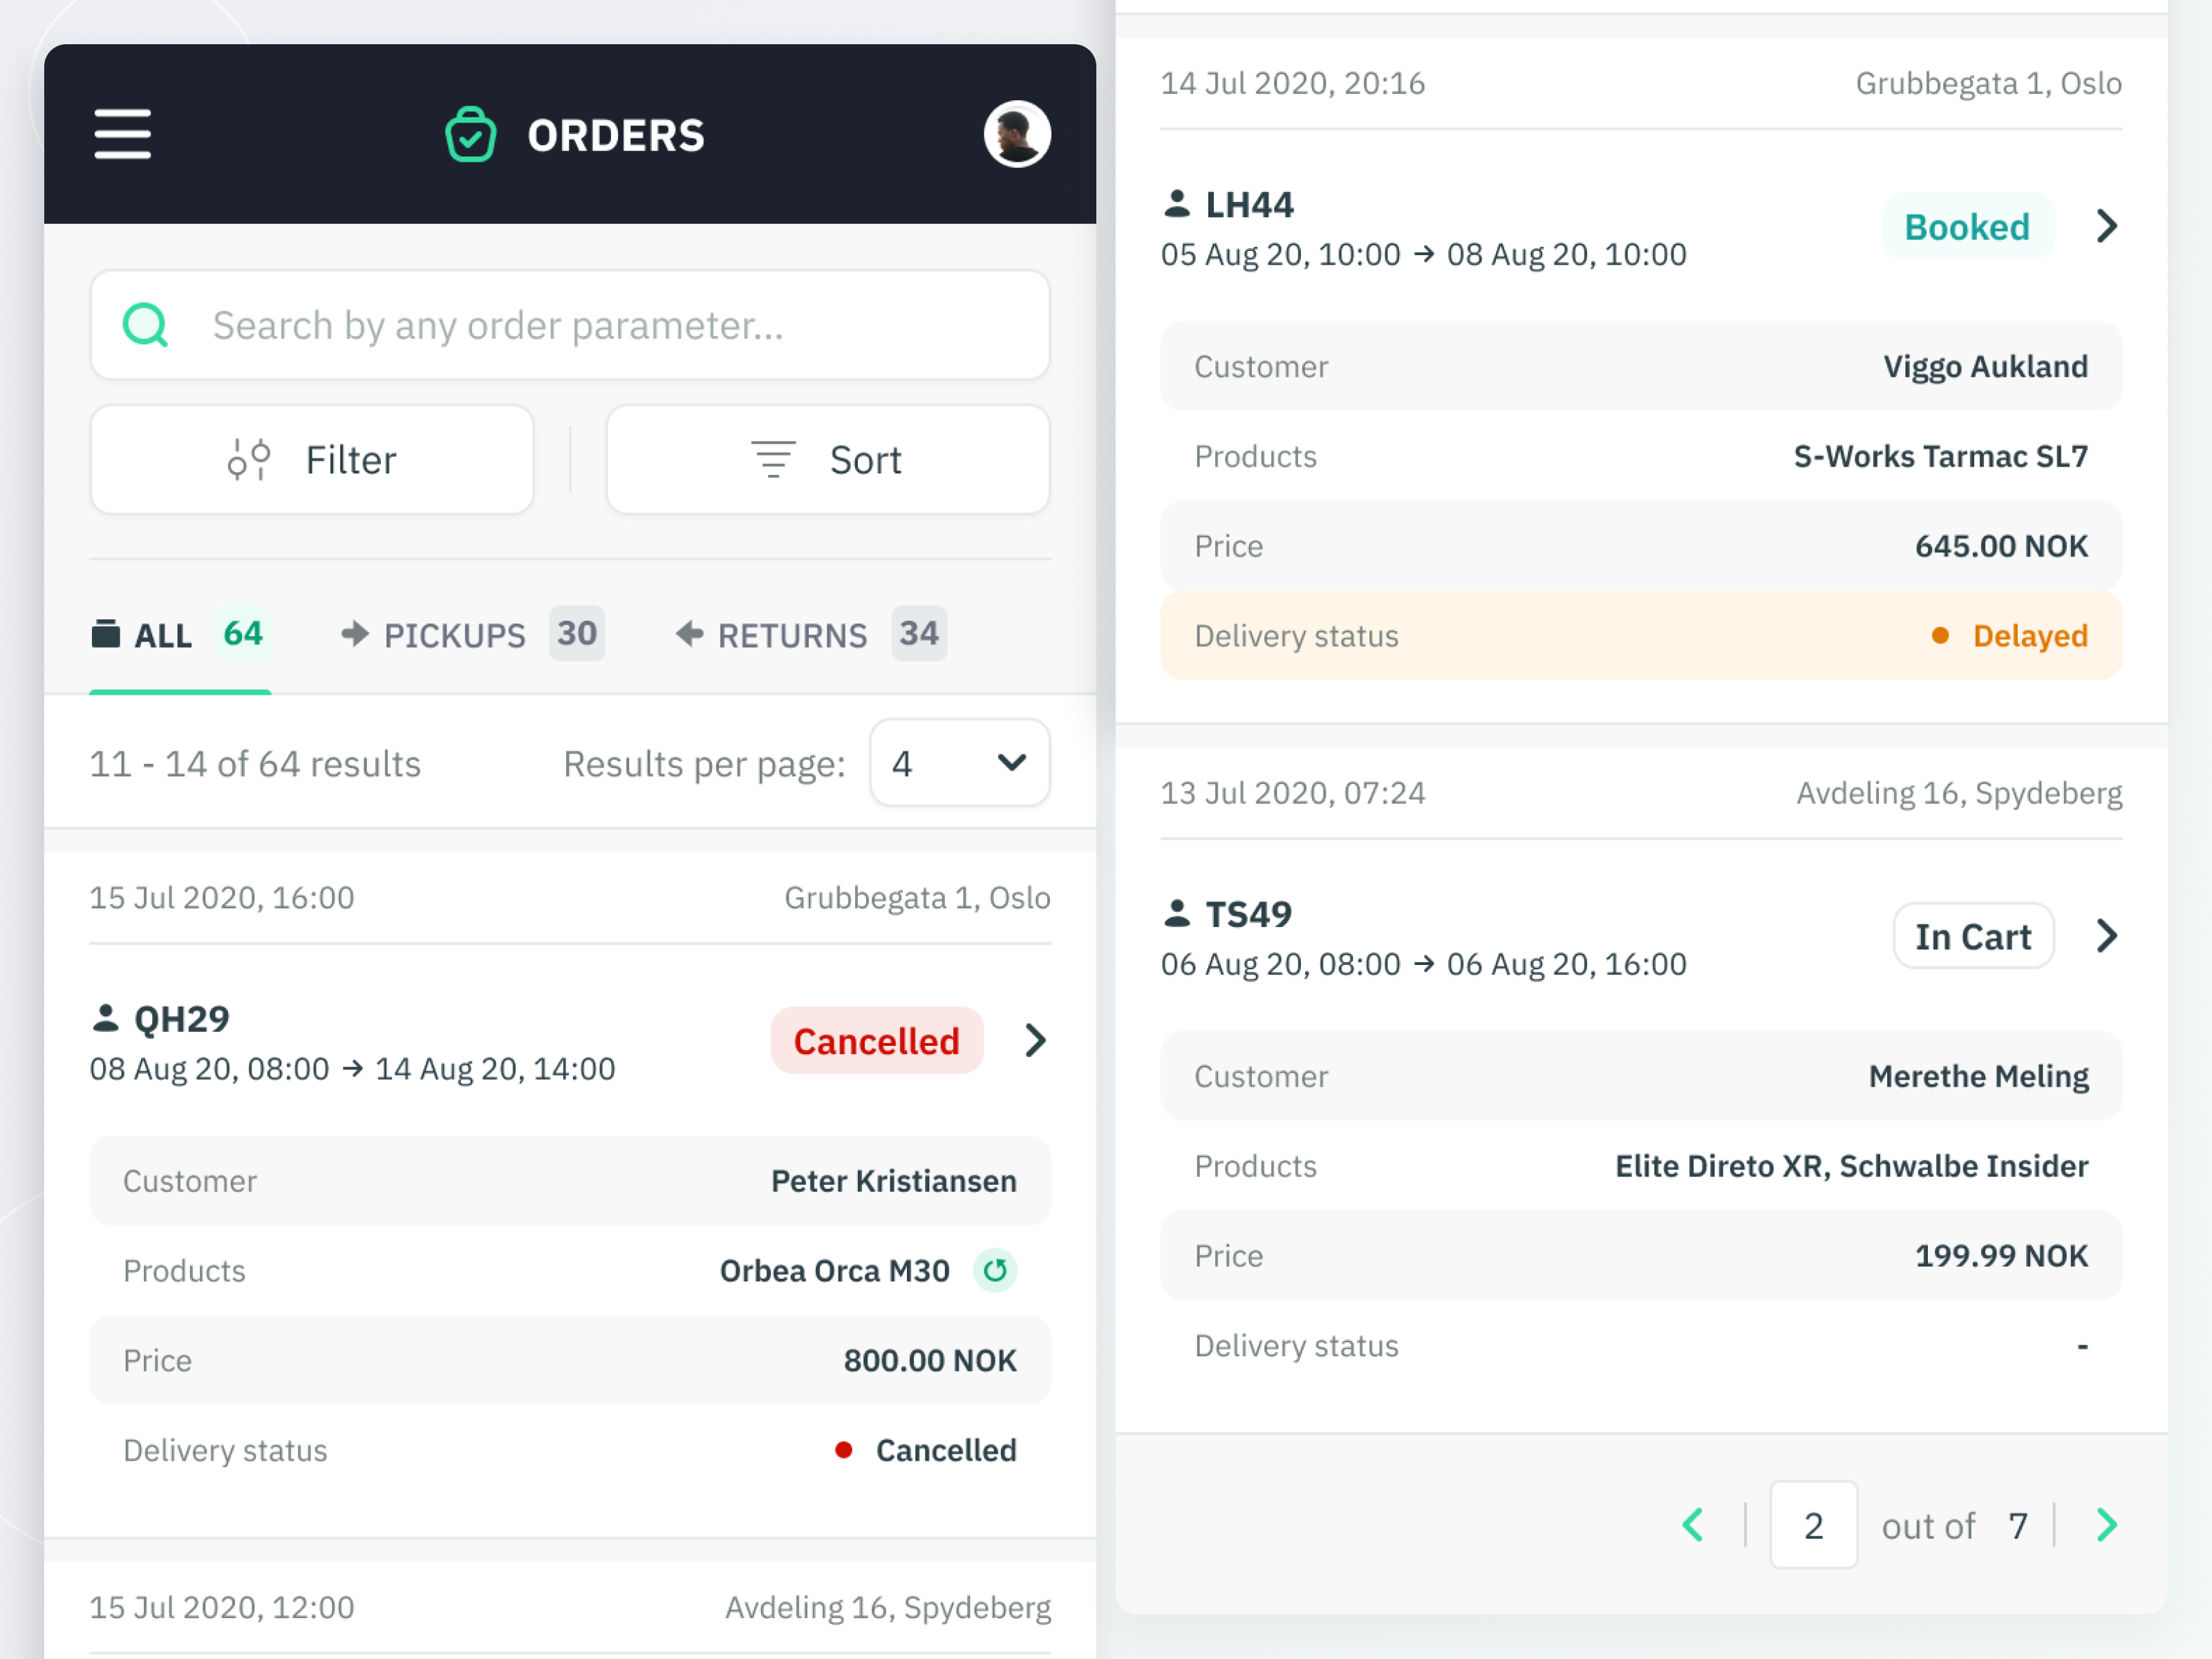 ORDERS
Search by any order parameter...
Filter
Sort
ALL 64
PICKUPS 30
RETURNS 34
11 - 14 of 64 results
Results per page: 4
15 Jul 2020, 16:00
Grubbegata 1, Oslo
QH29
08 Aug 20, 08:00 → 14 Aug 20, 14:00
Cancelled
Customer
Peter Kristiansen
Products
Orbea Orca M30
Price
800.00 NOK
Delivery status
Cancelled
15 Jul 2020, 12:00
Avdeling 16, Spydeberg
14 Jul 2020, 20:16
Grubbegata 1, Oslo
LH44
05 Aug 20, 10:00 → 08 Aug 20, 10:00
Booked
Customer
Viggo Aukland
Products
S-Works Tarmac SL7
Price
645.00 NOK
Delivery status
Delayed
13 Jul 2020, 07:24
Avdeling 16, Spydeberg
TS49
06 Aug 20, 08:00 → 06 Aug 20, 16:00
In Cart
Customer
Merethe Meling
Products
Elite Direto XR, Schwalbe Insider
Price
199.99 NOK
Delivery status
-
2 out of 7